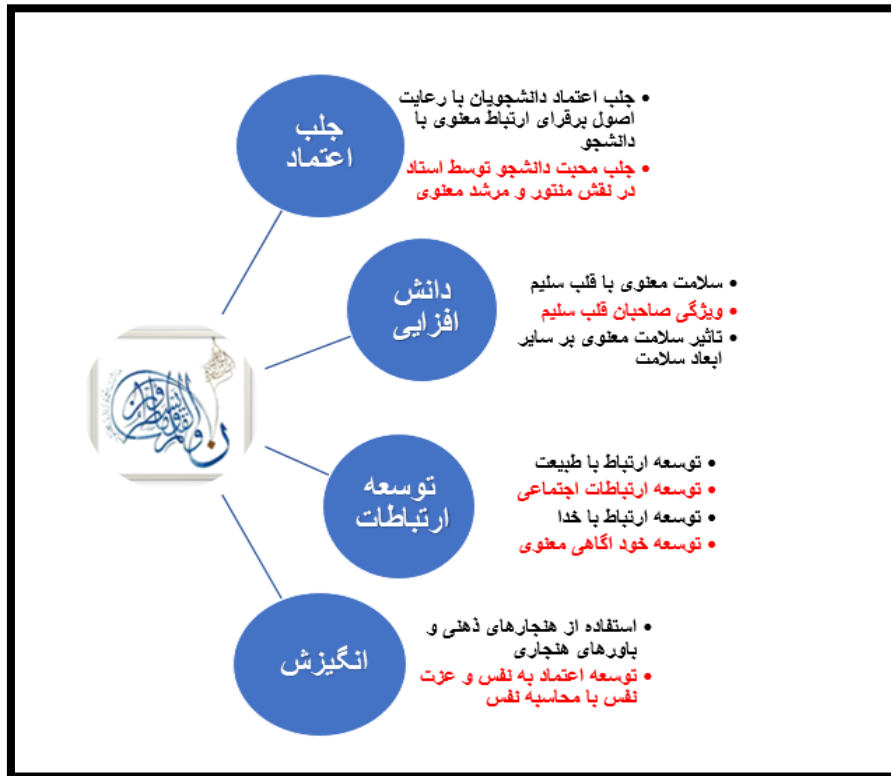 جلب
اعتماد
جلب اعتماد دانشجویان با رعایت
اصول برقرای ارتباط معنوی با
دانشجو
جلب محبت دانشجو توسط استاد
در نقش منتور و مرشد معنوی
دانش
افزایی
سلامت معنوی با قلب سلیم
ویژگی صاحبان قلب سلیم
تاثیر سلامت معنوی بر سایر
ابعاد سلامت
توسعه
ارتباطات
توسعه ارتباط با طبیعت
توسعه ارتباطات اجتماعی
توسعه ارتباط با خدا
توسعه خود اگاهی معنوی
انگیزش
استفاده از هنجارهای ذهنی و
باورهای هنجاری
توسعه اعتماد به نفس و عزت
نفس با محاسبه نفس